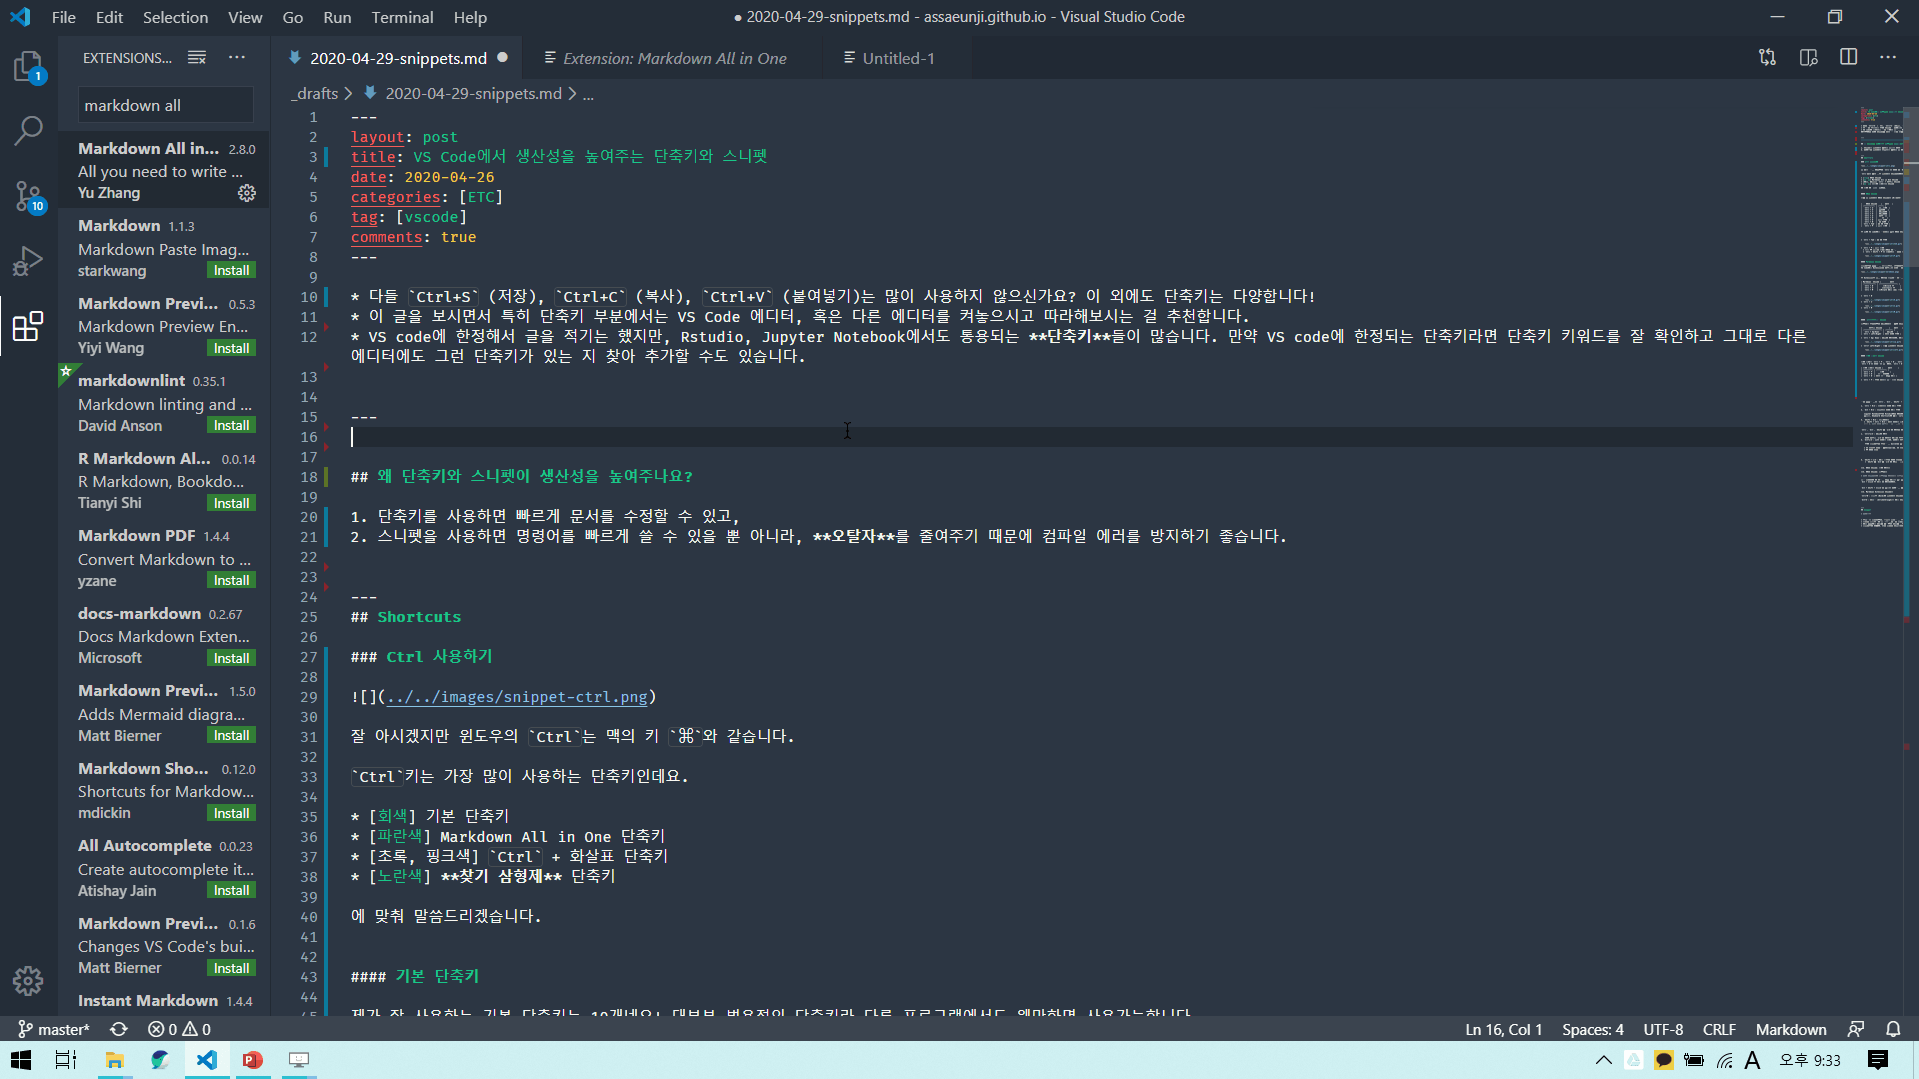 File Edit Selection View Go Run Terminal Help
● 2020-04-29-snippets.md - assaeunji.github.io - Visual Studio Code
EXTENSIONS...
2020-04-29-snippets.md
Extension: Markdown All in One
Untitled-1
_drafts > 2020-04-29-snippets.md > ...
1
10
markdown all
Markdown All in... 2.8.0
All you need to write ...
Yu Zhang
Markdown 1.1.3
Markdown Paste Imag...
starkwang Install
Markdown Previ... 0.5.3
Markdown Preview En...
Yiyi Wang Install
markdownlint 0.35.1
Markdown linting and ...
David Anson Install
R Markdown Al... 0.0.14
R Markdown, Bookdo...
Tianyi Shi Install
Markdown PDF 1.4.4
Convert Markdown to ...
yzane Install
docs-markdown 0.2.67
Docs Markdown Exten...
Microsoft Install
Markdown Previ... 1.5.0
Adds Mermaid diagra...
Matt Bierner Install
Markdown Sho... 0.12.0
Shortcuts for Markdow...
mdickin Install
All Autocomplete 0.0.23
Create autocomplete it...
Atishay Jain Install
Markdown Previ... 0.1.6
Changes VS Code's bui...
Matt Bierner Install
Instant Markdown 1.4.4
1 ---
2 layout: post
3 title: VS Code에서 생산성을 높여주는 단축키와 스니펫
4 date: 2020-04-26
5 categories: [ETC]
6 tag: [vscode]
7 comments: true
8 ---
9
10 * 다들 `Ctrl+S` (저장), `Ctrl+C` (복사), `Ctrl+V` (붙여넣기)는 많이 사용하지 않으신가요? 이 외에도 단축키는 다양합니다!
11 * 이 글을 보시면서 특히 단축키 부분에서는 VS Code 에디터, 혹은 다른 에디터를 켜놓으시고 따라해보시는 걸 추천합니다.
12 * VS code에 한정해서 글을 적기는 했지만, Rstudio, Jupyter Notebook에서도 통용되는 **단축키**들이 많습니다. 만약 VS code에 한정되는 단축키라면 단축키 키워드를 잘 확인하고 그대로 다른
에디터에도 그런 단축키가 있는 지 찾아 추가할 수도 있습니다.
13
14
15 ---
16
17
18 ## 왜 단축키와 스니펫이 생산성을 높여주나요?
19
20 1. 단축키를 사용하면 빠르게 문서를 수정할 수 있고,
21 2. 스니펫을 사용하면 명령어를 빠르게 쓸 수 있을 뿐 아니라, **오탈자**를 줄여주기 때문에 컴파일 에러를 방지하기 좋습니다.
22
23
24 ---
25 ## Shortcuts
26
27 ### Ctrl 사용하기
28
29 ![](../../images/snippet-ctrl.png)
30
31 잘 아시겠지만 윈도우의 `Ctrl`는 맥의 키 `⌘`와 같습니다.
32
33 `Ctrl`키는 가장 많이 사용하는 단축키인데요.
34
35 * [회색] 기본 단축키
36 * [파란색] Markdown All in One 단축키
37 * [초록, 핑크색] `Ctrl` + 화살표 단축키
38 * [노란색] **찾기 삼형제** 단축키
39
40 에 맞춰 말씀드리겠습니다.
41
42
43 #### 기본 단축키
44
master* 0 0
Ln 16, Col 1 Spaces: 4 UTF-8 CRLF Markdown
A 오후 9:33